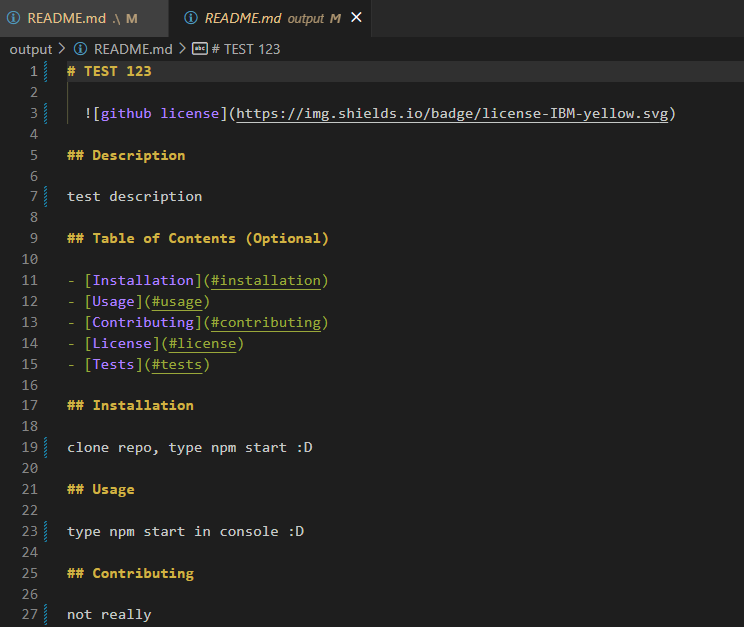 README.md .\ M README.md output M
output > README.md > # TEST 123
1 # TEST 123
2
3 ![github license](https://img.shields.io/badge/license-IBM-yellow.svg)
4
5 ## Description
6
7 test description
8
9 ## Table of Contents (Optional)
10
11 - [Installation](#installation)
12 - [Usage](#usage)
13 - [Contributing](#contributing)
14 - [License](#license)
15 - [Tests](#tests)
16
17 ## Installation
18
19 clone repo, type npm start :D
20
21 ## Usage
22
23 type npm start in console :D
24
25 ## Contributing
26
27 not really